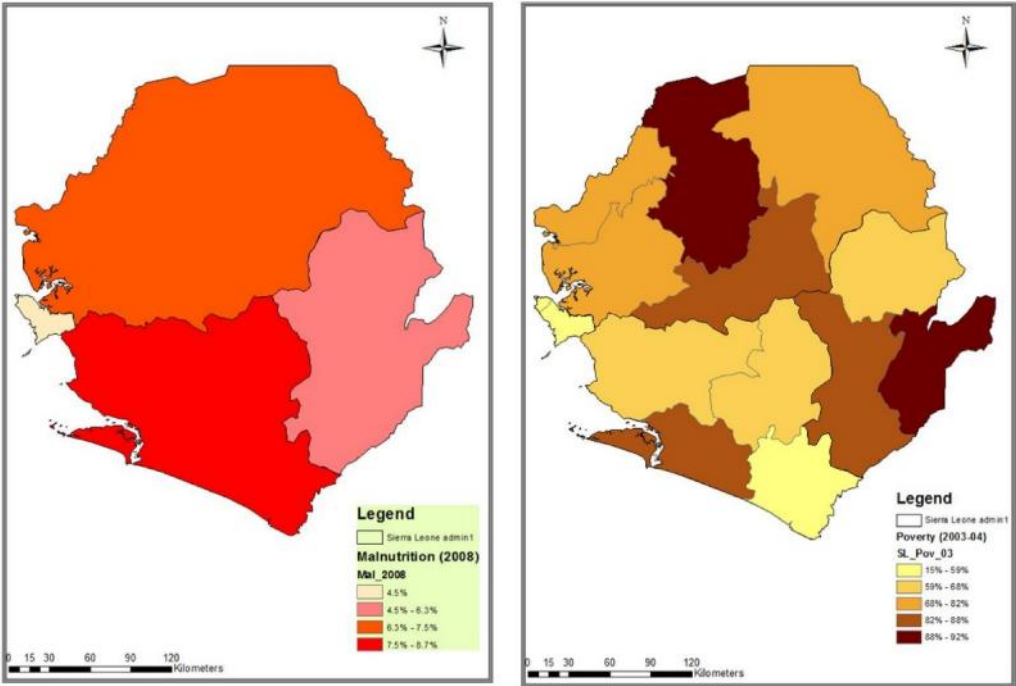 N
Legend
Sierra Leone admin1
Malnutrition (2008)
Mal_2008
4.5%
4.5% - 6.3%
6.3% - 7.5%
7.5% - 8.7%
0 15 30 60 90 120
Kilometers
N
Legend
Sierra Leone admin1
Poverty (2003-04)
SL_Pov_03
15% - 59%
59% - 68%
68% - 82%
82% - 88%
88% - 92%
0 15 30 60 90 120
Kilometers